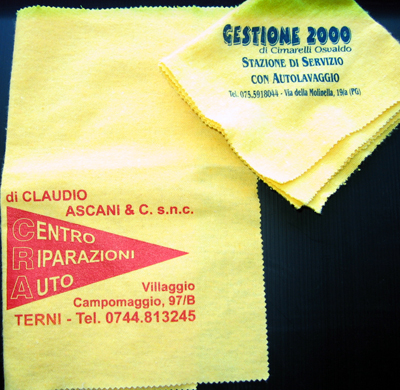 GESTIONE 2000
di Cimarelli Osvaldo
STAZIONE DI SERVIZIO
CON AUTOLAVAGGIO
Tel. 075.5918044 - Via della Molinella, 19/a (PG)
di CLAUDIO
ASCANI & C. s.n.c.
CENTRO
RIPARAZIONI
AUTO
Villaggio
Campomaggio, 97/B
TERNI - Tel. 0744.813245